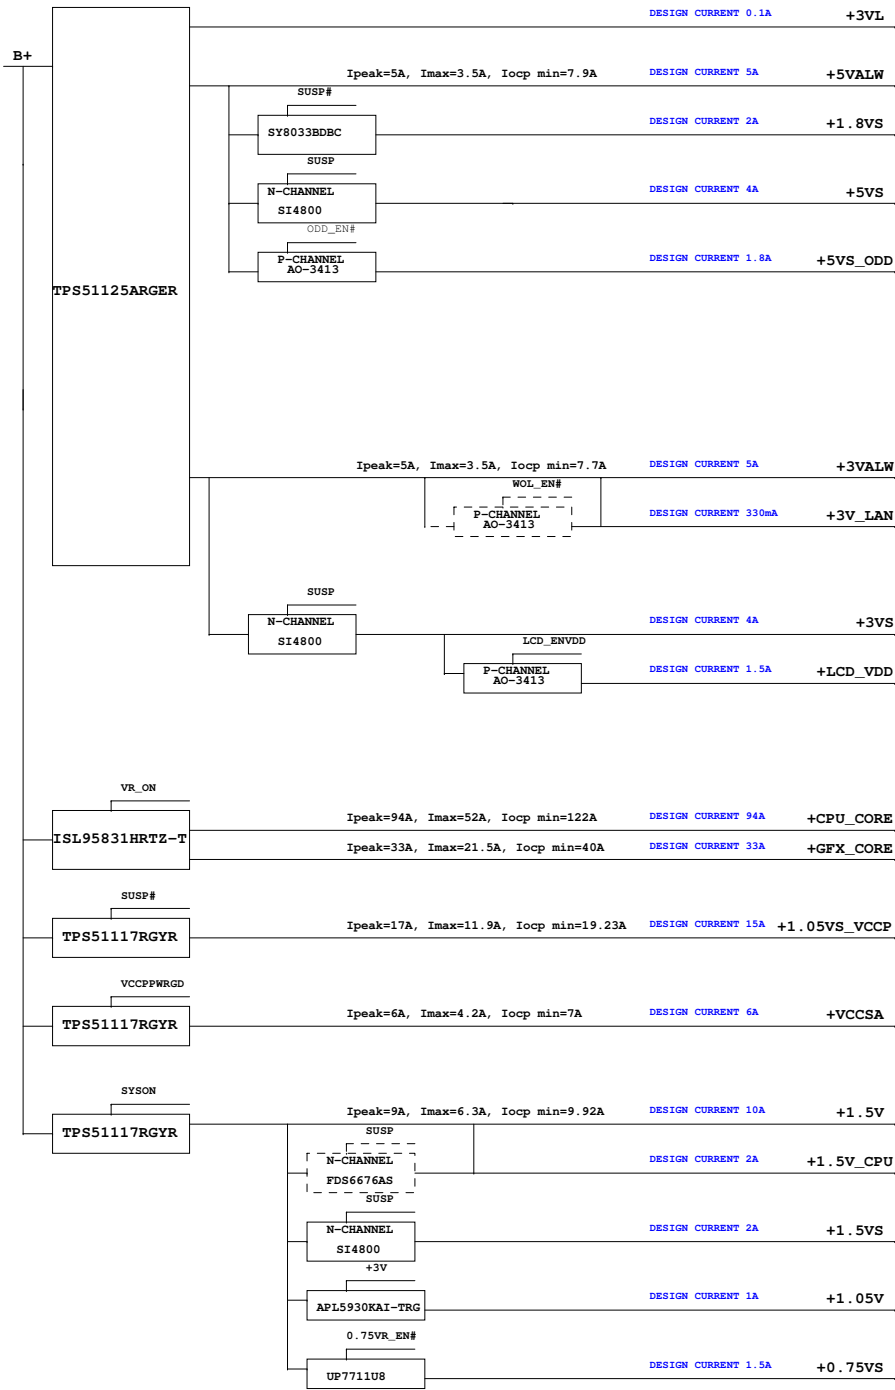 DESIGN CURRENT 0.1A +3VL
B+
Ipeak=5A, Imax=3.5A, Iocp min=7.9A DESIGN CURRENT 5A +5VALW
SUSP#
SY8033BDBC DESIGN CURRENT 2A +1.8VS
SUSP
N-CHANNEL DESIGN CURRENT 4A +5VS
SI4800
ODD_EN#
P-CHANNEL DESIGN CURRENT 1.8A +5VS_ODD
AO-3413
TPS51125ARGER
Ipeak=5A, Imax=3.5A, Iocp min=7.7A DESIGN CURRENT 5A +3VALW
WOL_EN#
P-CHANNEL DESIGN CURRENT 330mA +3V_LAN
AO-3413
SUSP
N-CHANNEL DESIGN CURRENT 4A +3VS
SI4800
LCD_ENVDD
P-CHANNEL DESIGN CURRENT 1.5A +LCD_VDD
AO-3413
VR_ON
Ipeak=94A, Imax=52A, Iocp min=122A DESIGN CURRENT 94A +CPU_CORE
ISL95831HRTZ-T
Ipeak=33A, Imax=21.5A, Iocp min=40A DESIGN CURRENT 33A +GFX_CORE
SUSP#
TPS51117RGYR Ipeak=17A, Imax=11.9A, Iocp min=19.23A DESIGN CURRENT 15A +1.05VS_VCCP
VCCPPWRGD
TPS51117RGYR Ipeak=6A, Imax=4.2A, Iocp min=7A DESIGN CURRENT 6A +VCCSA
SYSON
Ipeak=9A, Imax=6.3A, Iocp min=9.92A DESIGN CURRENT 10A +1.5V
TPS51117RGYR
SUSP
N-CHANNEL DESIGN CURRENT 2A +1.5V_CPU
FDS6676AS
SUSP
N-CHANNEL DESIGN CURRENT 2A +1.5VS
SI4800
+3V
APL5930KAI-TRG DESIGN CURRENT 1A +1.05V
0.75VR_EN#
UP7711U8 DESIGN CURRENT 1.5A +0.75VS